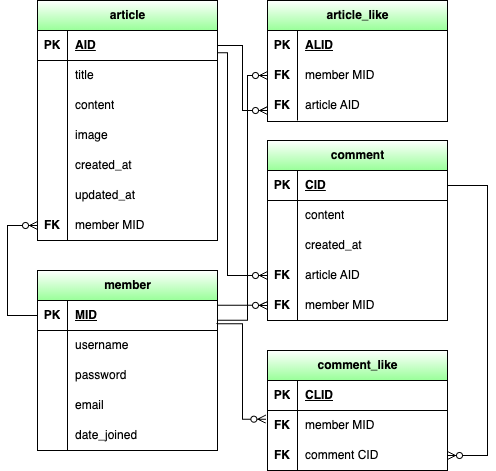 article
PK AID
title
content
image
created_at
updated_at
FK member MID
article_like
PK ALID
FK member MID
FK article AID
comment
PK CID
content
created_at
FK article AID
FK member MID
member
PK MID
username
password
email
date_joined
comment_like
PK CLID
FK member MID
FK comment CID